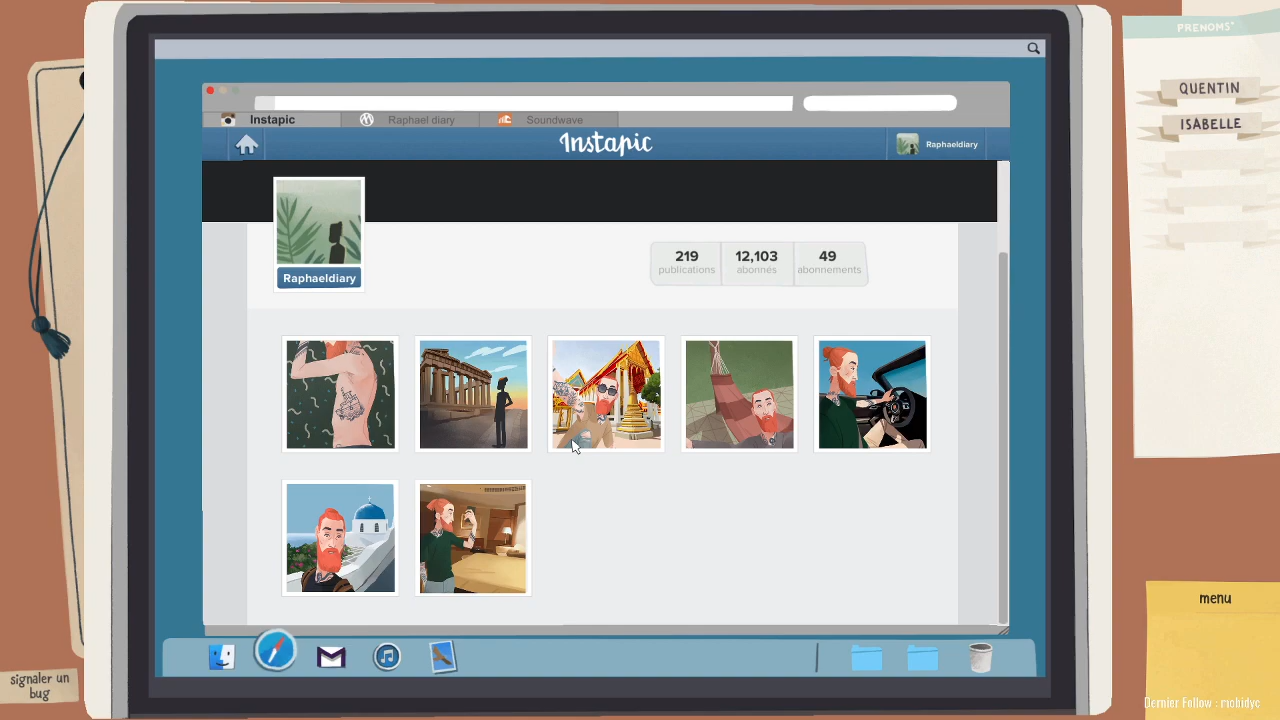 PRENOMS*
QUENTIN
ISABELLE
Instapic
Raphael diary
Soundwave
Instapic
Raphaeldiary
219
12,103
49
publications
abonnés
abonnements
Raphaeldiary
menu
signaler un
bug
Dernier Follow : mobidyc